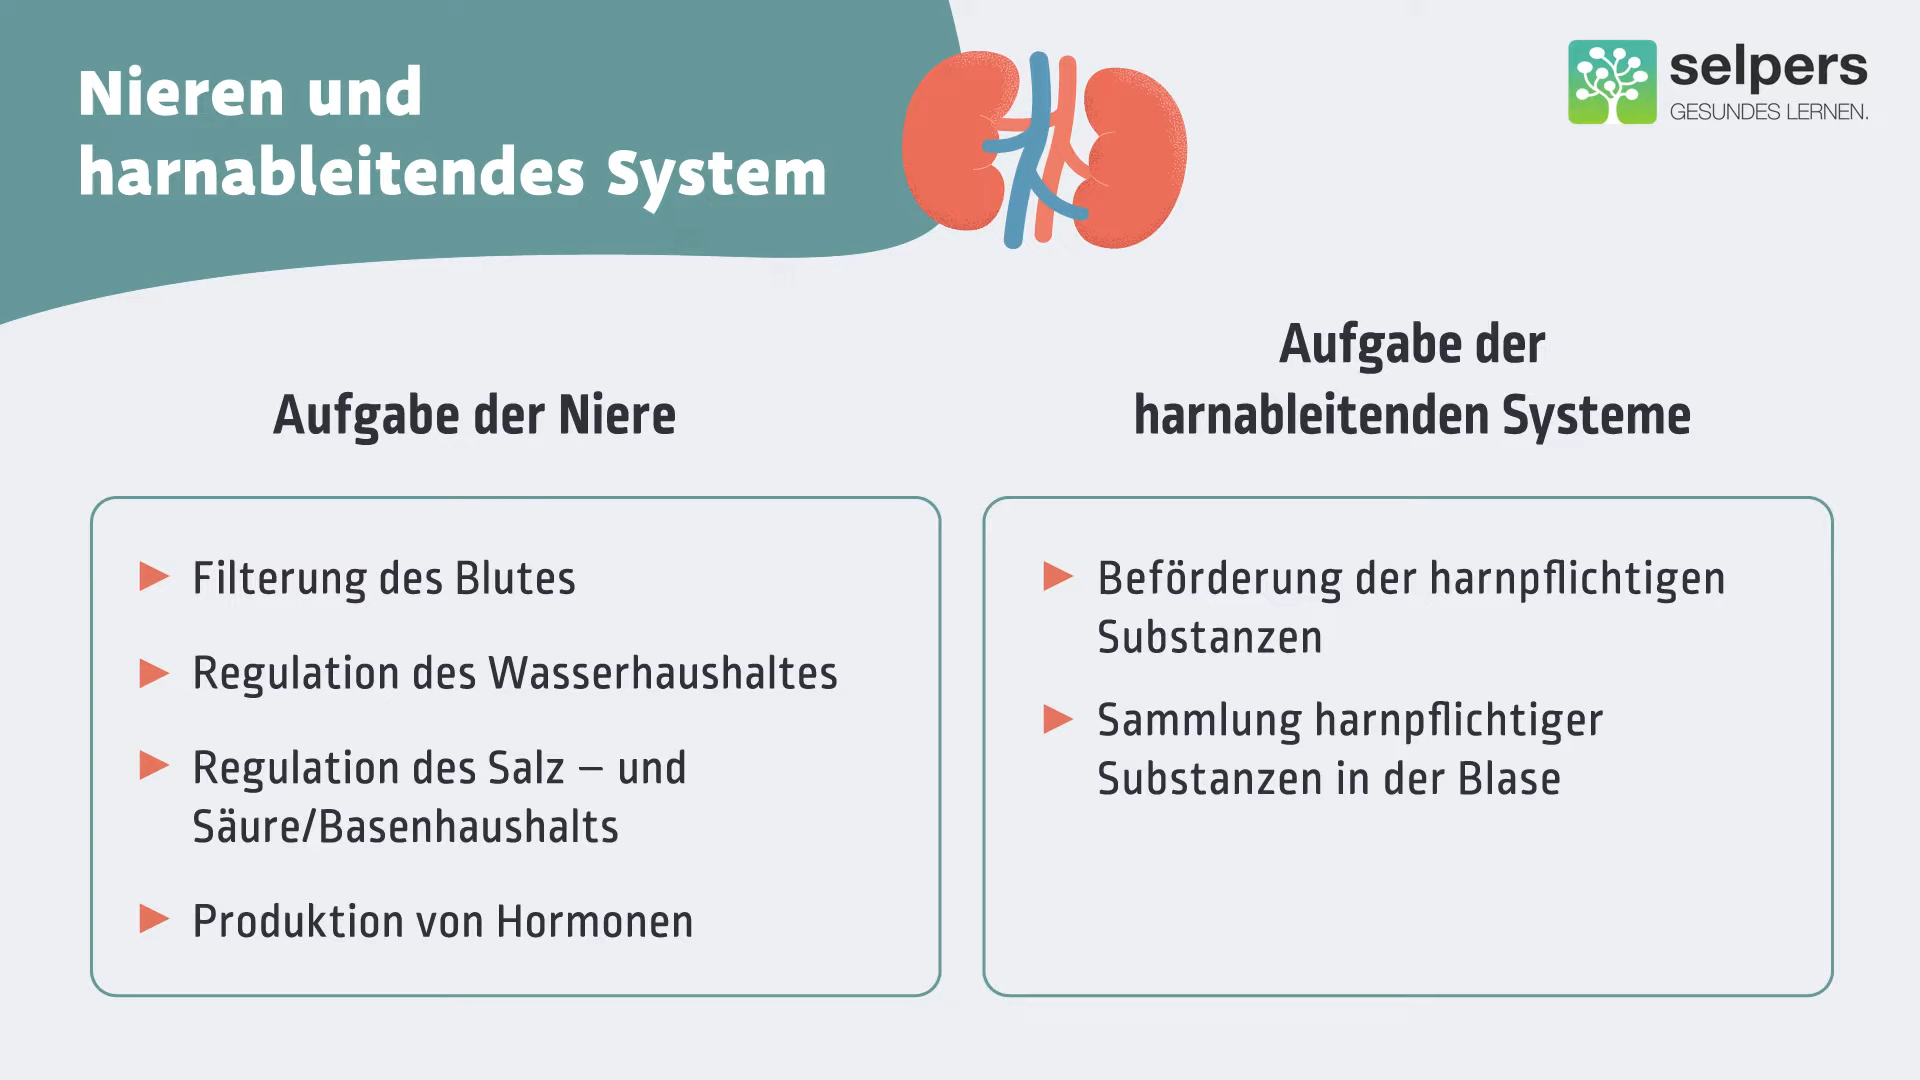 Nieren und
harnableitendes System
selpers
GESUNDES LERNEN.
Aufgabe der Niere
Filterung des Blutes
Regulation des Wasserhaushaltes
Regulation des Salz – und
Säure/Basenhaushalts
Produktion von Hormonen
Aufgabe der
harnableitenden Systeme
Beförderung der harnpflichtigen
Substanzen
Sammlung harnpflichtiger
Substanzen in der Blase